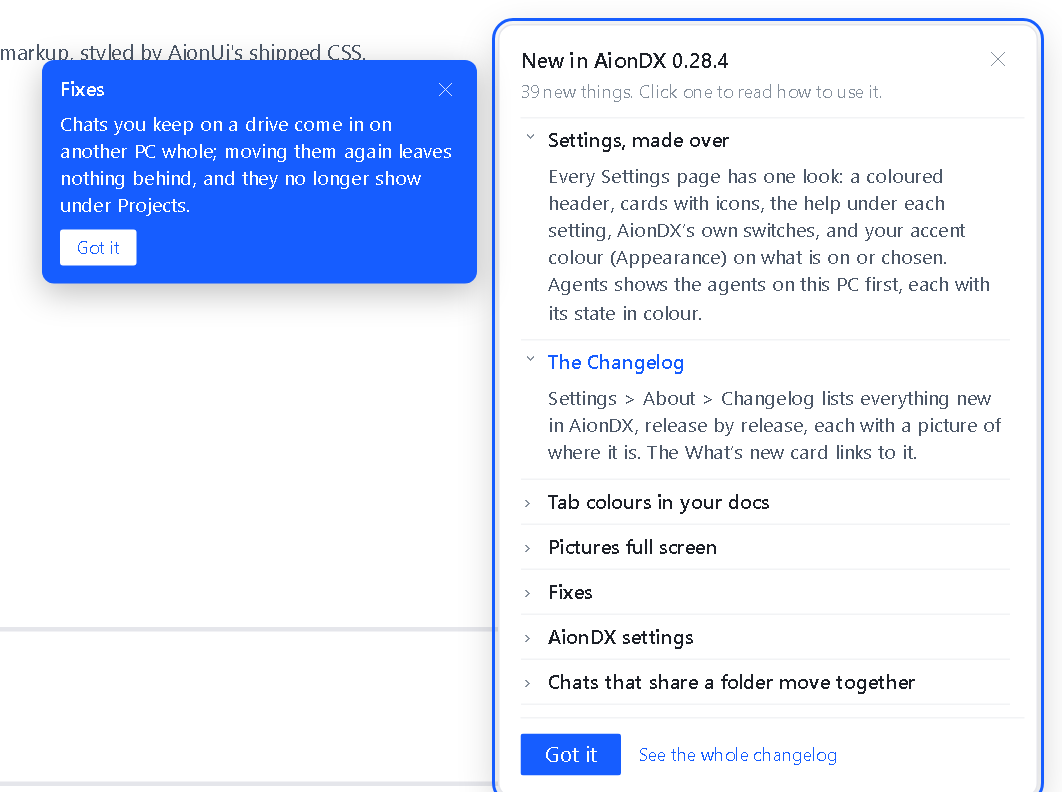 markup, styled by AionUi's shipped CSS.
Fixes
Chats you keep on a drive come in on
another PC whole; moving them again leaves
nothing behind, and they no longer show
under Projects.
Got it
New in AionDX 0.28.4
39 new things. Click one to read how to use it.
Settings, made over
Every Settings page has one look: a coloured
header, cards with icons, the help under each
setting, AionDX's own switches, and your accent
colour (Appearance) on what is on or chosen.
Agents shows the agents on this PC first, each with
its state in colour.
The Changelog
Settings > About > Changelog lists everything new
in AionDX, release by release, each with a picture of
where it is. The What's new card links to it.
Tab colours in your docs
Pictures full screen
Fixes
AionDX settings
Chats that share a folder move together
Got it
See the whole changelog